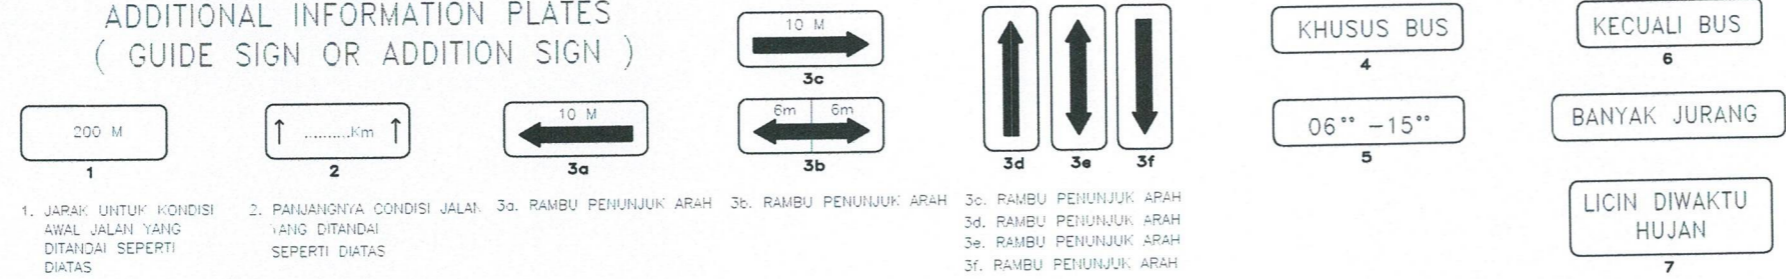 ADDITIONAL INFORMATION PLATES
( GUIDE SIGN OR ADDITION SIGN )
200 M
1
1. JARAK UNTUK KONDISI
AWAL JALAN YANG
DITANDAI SEPERTI
DIATAS
.........Km
2
2. PANJANGNYA CONDISI JALAN
YANG DITANDAI
SEPERTI DIATAS
10 M
3a
3a. RAMBU PENUNJUK ARAH
10 M
3c
6m 6m
3b
3b. RAMBU PENUNJUK ARAH
3d 3e 3f
3c. RAMBU PENUNJUK ARAH
3d. RAMBU PENUNJUK ARAH
3e. RAMBU PENUNJUK ARAH
3f. RAMBU PENUNJUK ARAH
KHUSUS BUS
4
06°° –15°°
5
KECUALI BUS
6
BANYAK JURANG
LICIN DIWAKTU
HUJAN
7